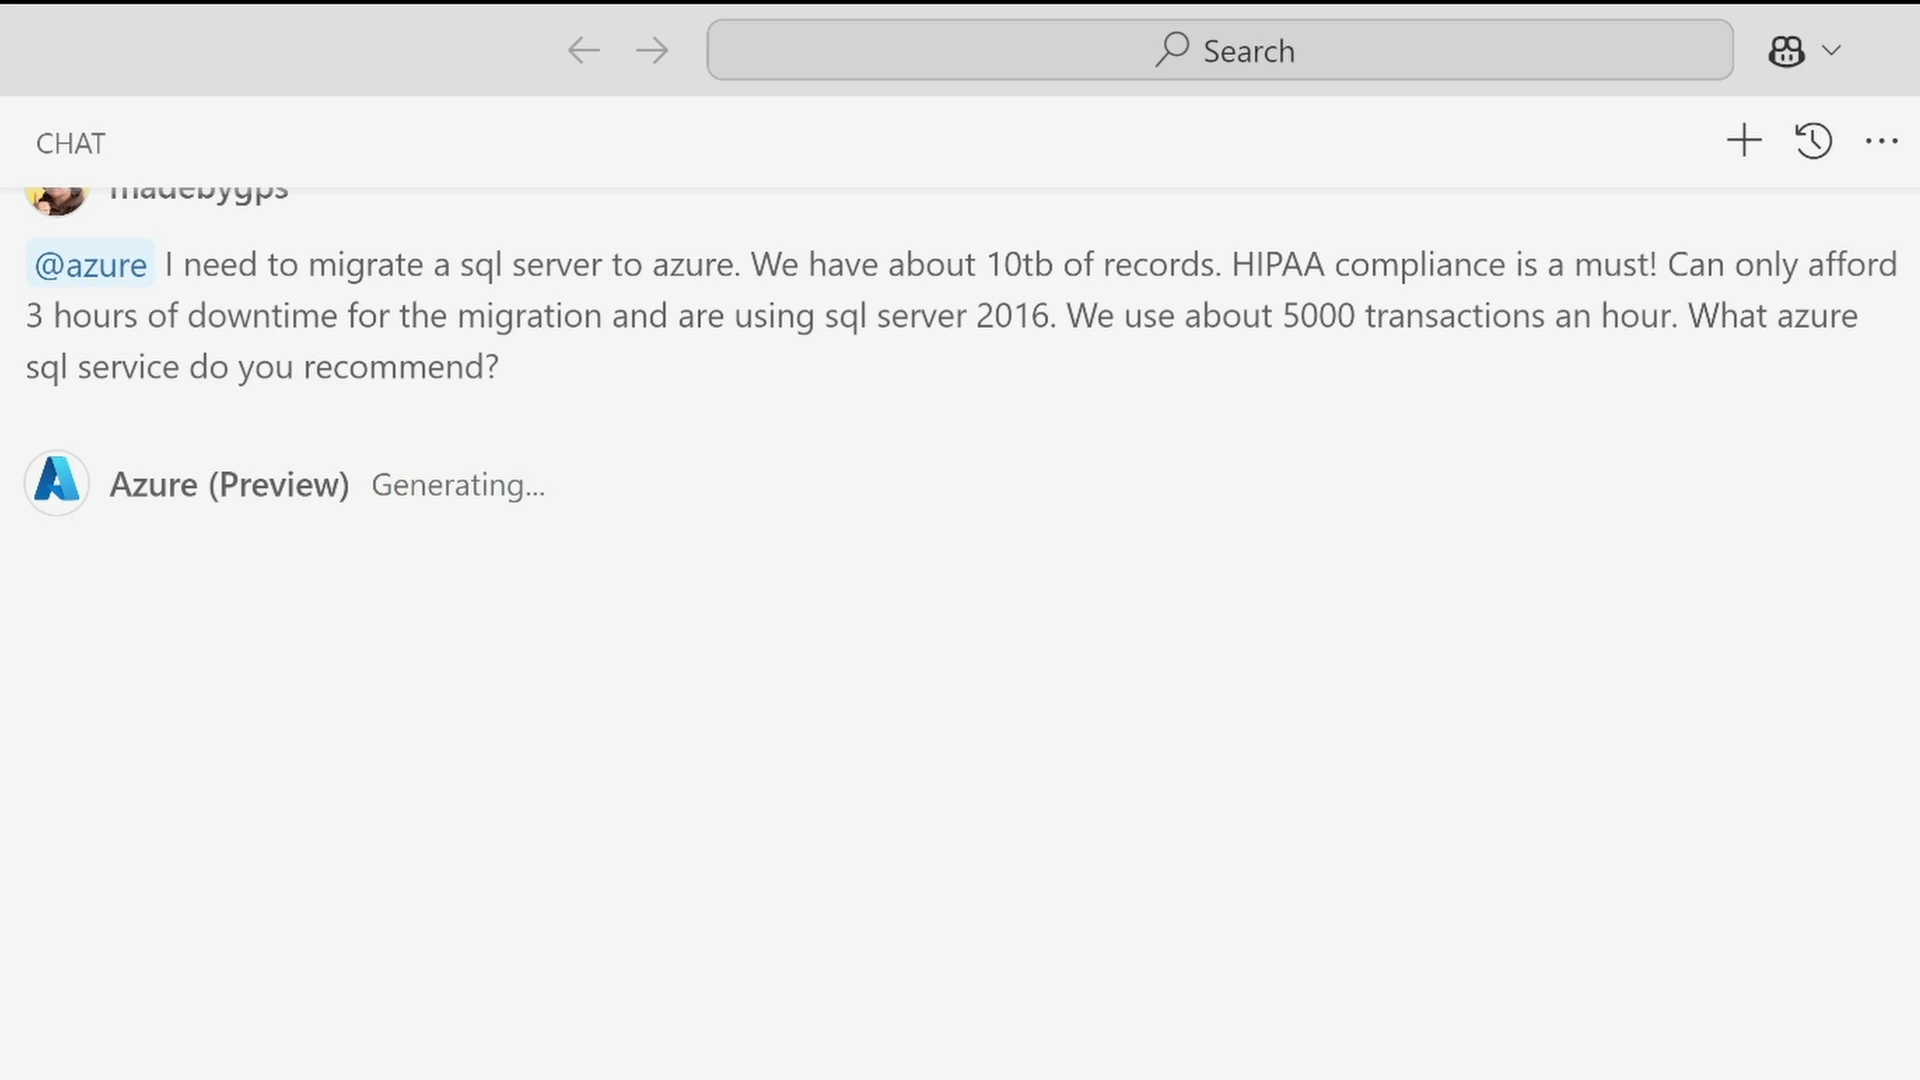 Search
CHAT
madebygps
@azure I need to migrate a sql server to azure. We have about 10tb of records. HIPAA compliance is a must! Can only afford
3 hours of downtime for the migration and are using sql server 2016. We use about 5000 transactions an hour. What azure
sql service do you recommend?
Azure (Preview) Generating...